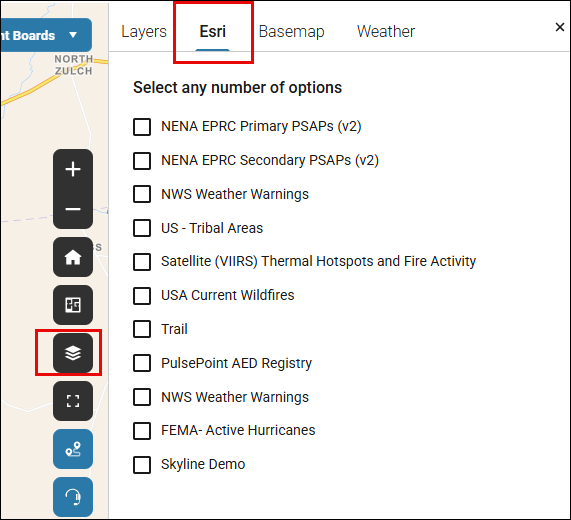 nt Boards
NORTH
ZULCH
SS
Layers Esri Basemap Weather
Select any number of options
NENA EPRC Primary PSAPs (v2)
NENA EPRC Secondary PSAPs (v2)
NWS Weather Warnings
US - Tribal Areas
Satellite (VIIRS) Thermal Hotspots and Fire Activity
USA Current Wildfires
Trail
PulsePoint AED Registry
NWS Weather Warnings
FEMA- Active Hurricanes
Skyline Demo